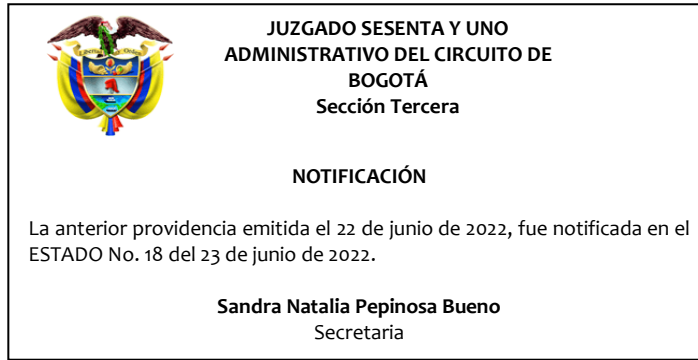 JUZGADO SESENTA Y UNO
ADMINISTRATIVO DEL CIRCUITO DE
BOGOTÁ
Sección Tercera
NOTIFICACIÓN
La anterior providencia emitida el 22 de junio de 2022, fue notificada en el
ESTADO No. 18 del 23 de junio de 2022.
Sandra Natalia Pepinosa Bueno
Secretaria